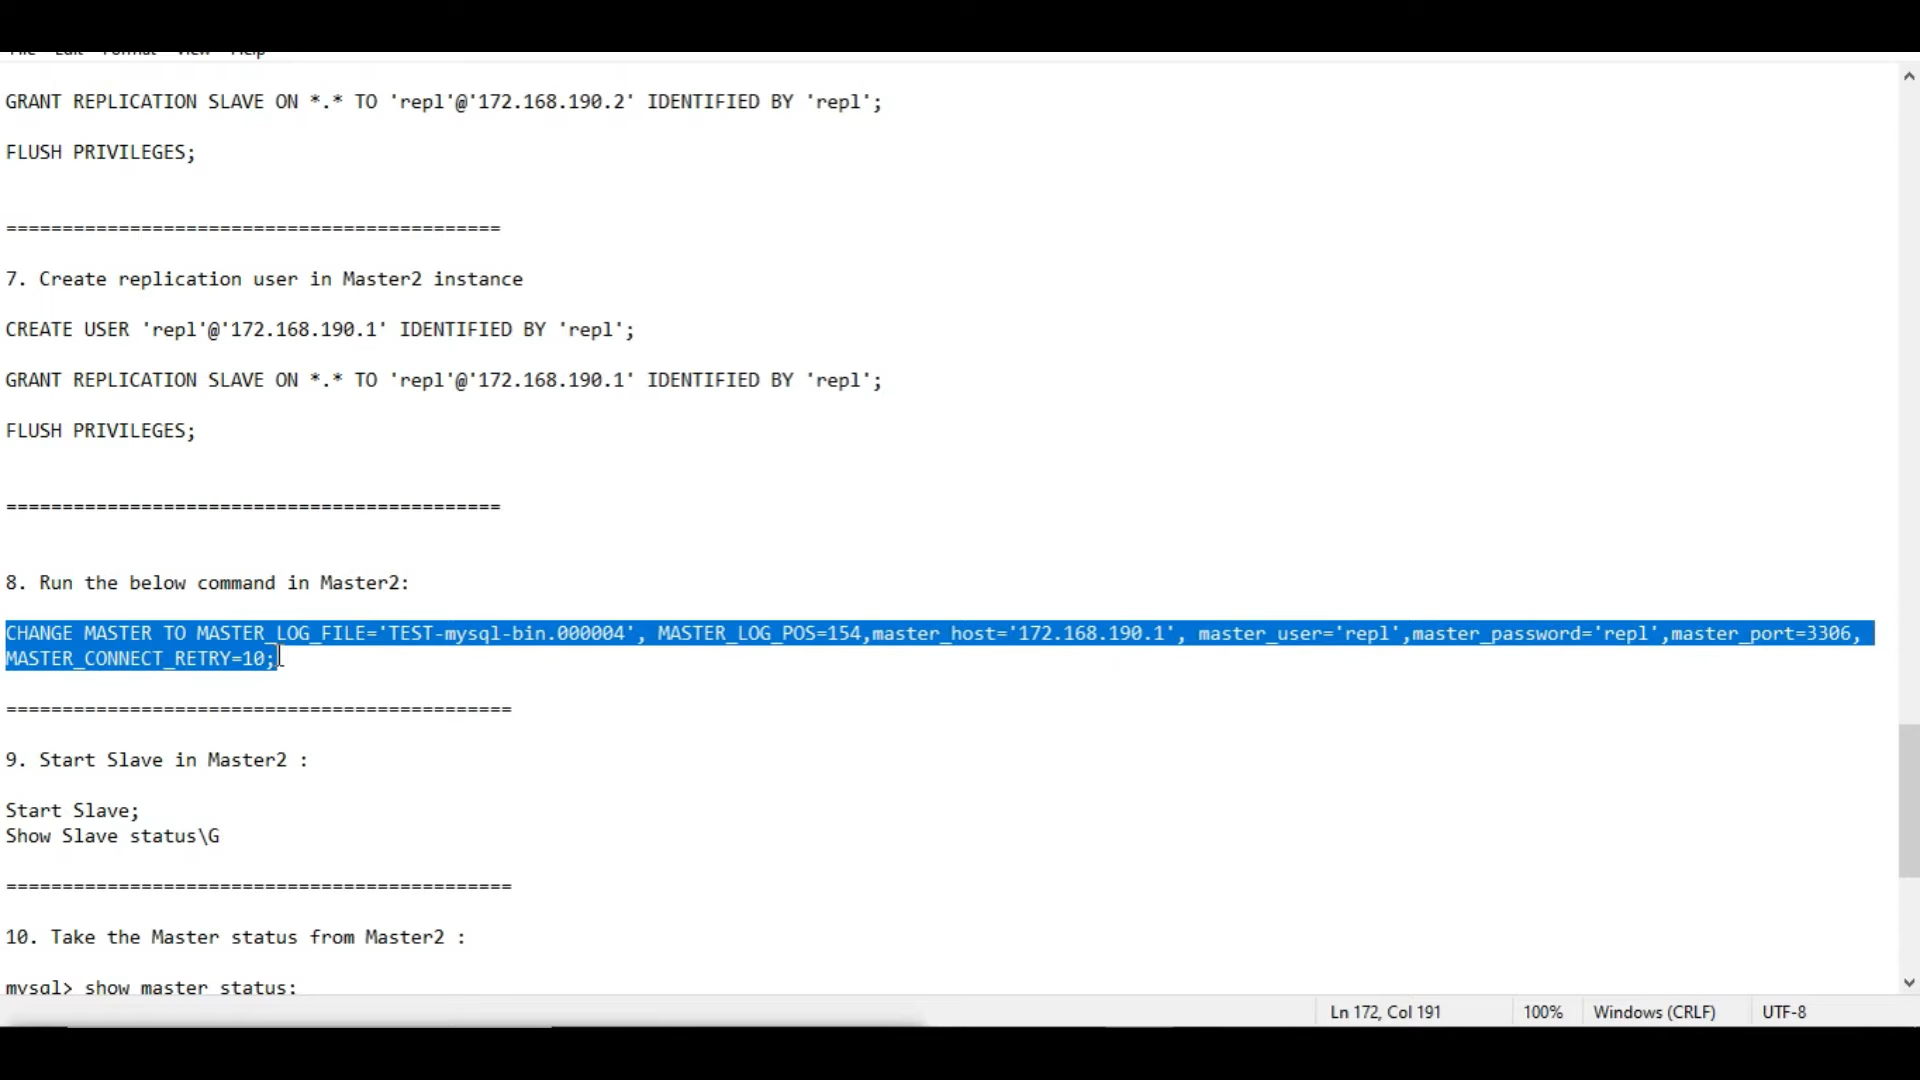 File Edit Format View Help
GRANT REPLICATION SLAVE ON *.* TO 'repl'@'172.168.190.2' IDENTIFIED BY 'repl';
FLUSH PRIVILEGES;
============================================
7. Create replication user in Master2 instance
CREATE USER 'repl'@'172.168.190.1' IDENTIFIED BY 'repl';
GRANT REPLICATION SLAVE ON *.* TO 'repl'@'172.168.190.1' IDENTIFIED BY 'repl';
FLUSH PRIVILEGES;
============================================
8. Run the below command in Master2:
CHANGE MASTER TO MASTER_LOG_FILE='TEST-mysql-bin.000004', MASTER_LOG_POS=154,master_host='172.168.190.1', master_user='repl',master_password='repl',master_port=3306,
MASTER_CONNECT_RETRY=10;
=============================================
9. Start Slave in Master2 :
Start Slave;
Show Slave status\G
=============================================
10. Take the Master status from Master2 :
mysql> show master status;
Ln 172, Col 191 100% Windows (CRLF) UTF-8